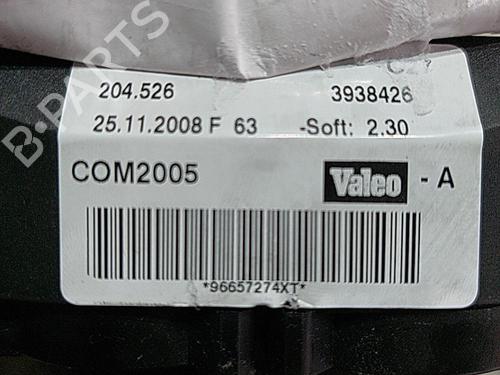 204.526 3938426
25.11.2008 F 63 -Soft: 2.30
COM2005 Valeo - A
*96657274XT*
B-PARTS